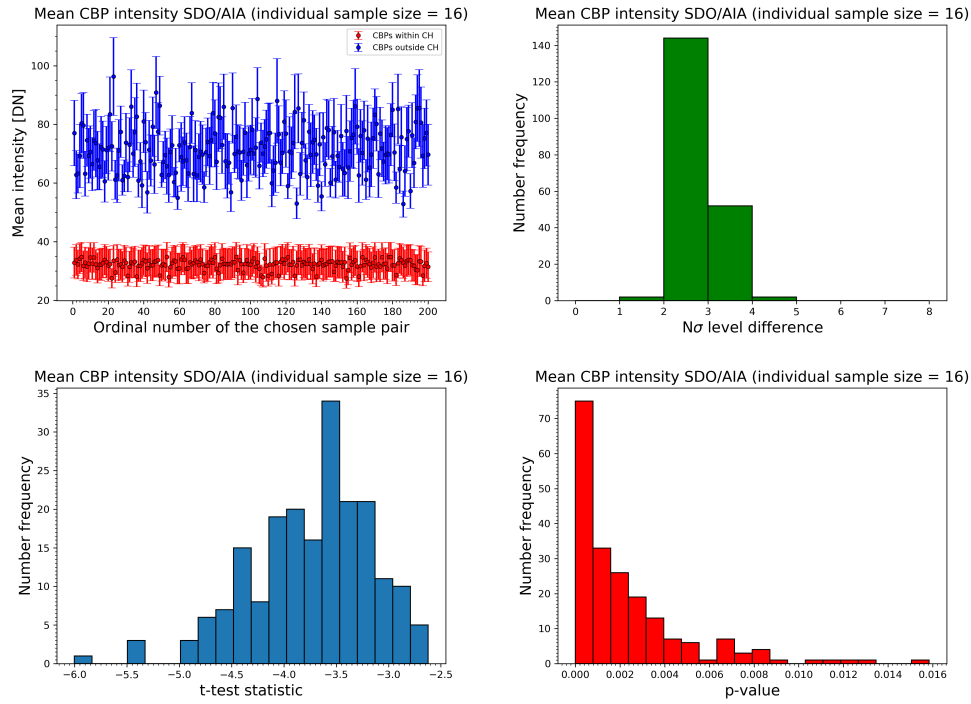 Mean CBP intensity SDO/AIA (individual sample size = 16)
CBPs within CH
CBPs outside CH
Mean intensity [DN]
100
80
60
40
20
0 20 40 60 80 100 120 140 160 180 200
Ordinal number of the chosen sample pair
Mean CBP intensity SDO/AIA (individual sample size = 16)
Number frequency
140
120
100
80
60
40
20
0
0 1 2 3 4 5 6 7 8
Nσ level difference
Mean CBP intensity SDO/AIA (individual sample size = 16)
Number frequency
35
30
25
20
15
10
5
0
−6.0 −5.5 −5.0 −4.5 −4.0 −3.5 −3.0 −2.5
t-test statistic
Mean CBP intensity SDO/AIA (individual sample size = 16)
Number frequency
70
60
50
40
30
20
10
0
0.000 0.002 0.004 0.006 0.008 0.010 0.012 0.014 0.016
p-value